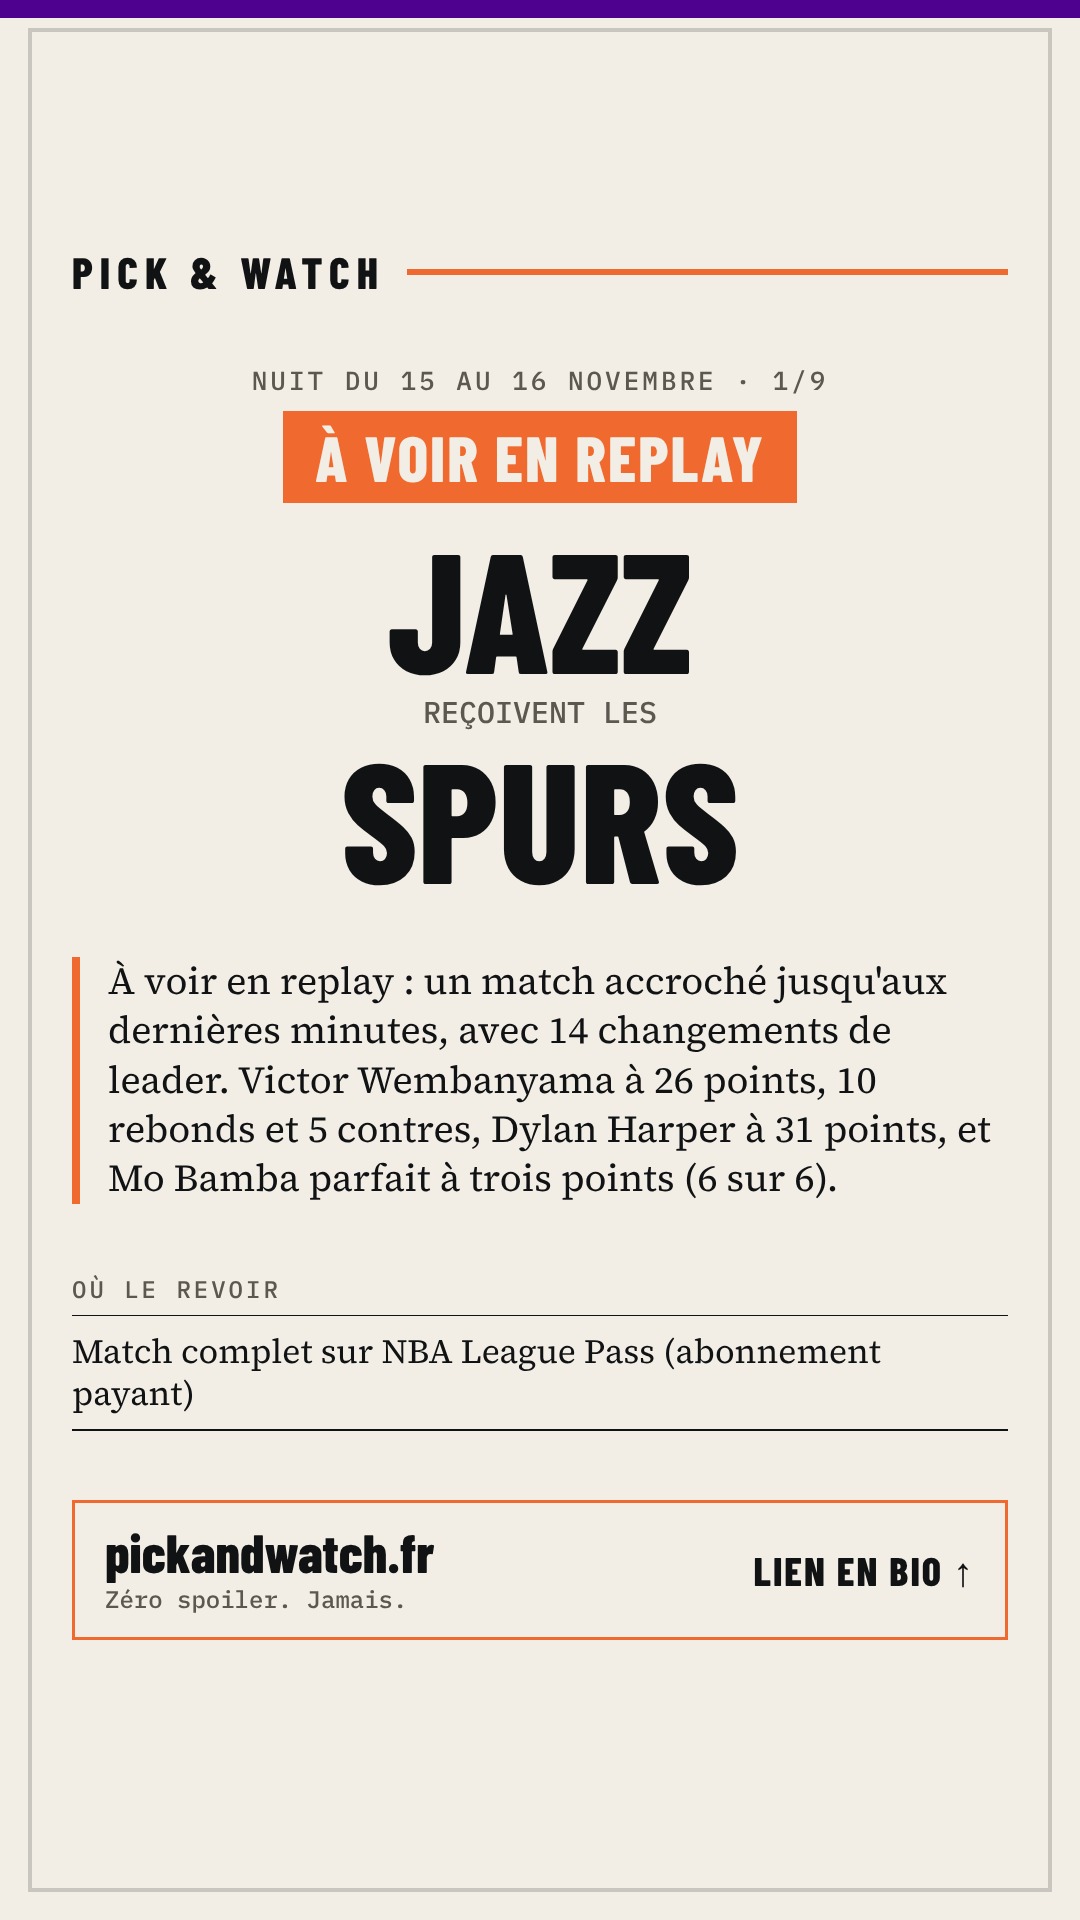 PICK & WATCH
NUIT DU 15 AU 16 NOVEMBRE · 1/9
À VOIR EN REPLAY
JAZZ
REÇOIVENT LES
SPURS
À voir en replay : un match accroché jusqu'aux
dernières minutes, avec 14 changements de
leader. Victor Wembanyama à 26 points, 10
rebonds et 5 contres, Dylan Harper à 31 points, et
Mo Bamba parfait à trois points (6 sur 6).
OÙ LE REVOIR
Match complet sur NBA League Pass (abonnement
payant)
pickandwatch.fr
Zéro spoiler. Jamais.
LIEN EN BIO ↑